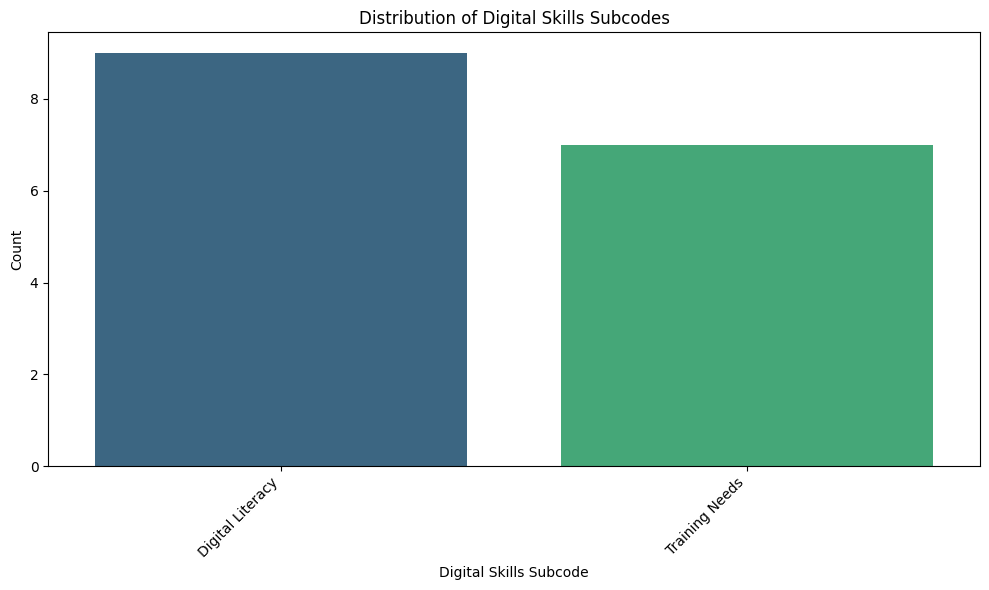 Distribution of Digital Skills Subcodes
Count
8
6
4
2
0
Digital Literacy
Training Needs
Digital Skills Subcode